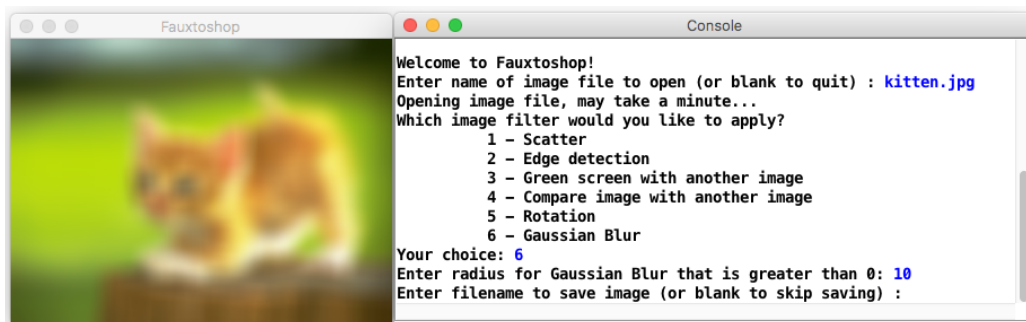 Fauxtoshop
Console
Welcome to Fauxtoshop!
Enter name of image file to open (or blank to quit) : kitten.jpg
Opening image file, may take a minute...
Which image filter would you like to apply?
1 – Scatter
2 – Edge detection
3 – Green screen with another image
4 – Compare image with another image
5 – Rotation
6 – Gaussian Blur
Your choice: 6
Enter radius for Gaussian Blur that is greater than 0: 10
Enter filename to save image (or blank to skip saving) :